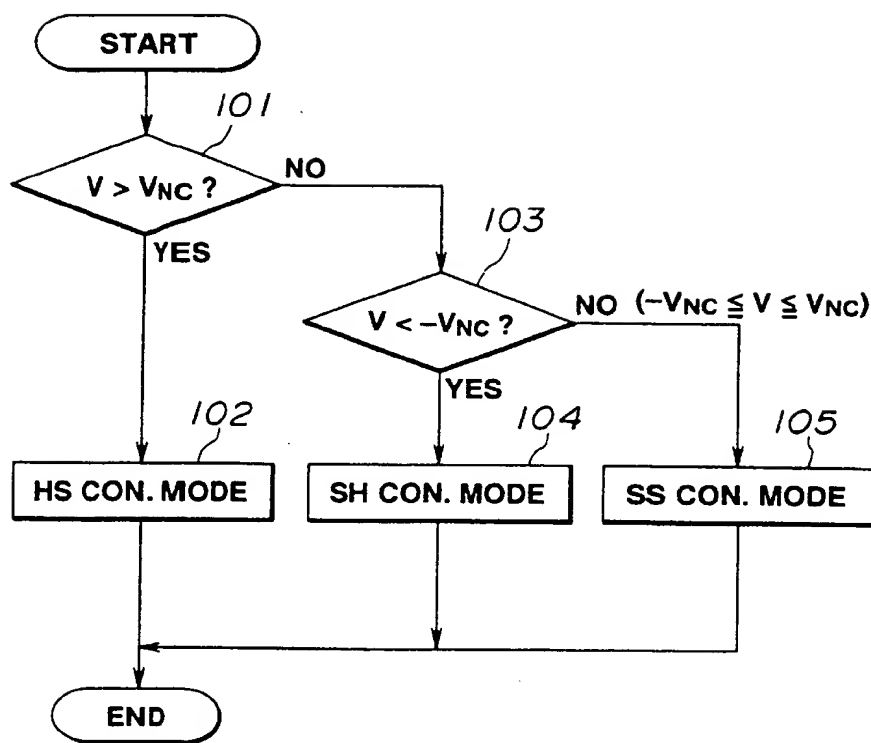 START
101
V > VNC ?
NO
YES
103
V < –VNC ?
NO (–VNC ≦ V ≦ VNC)
YES
102
HS CON. MODE
104
SH CON. MODE
105
SS CON. MODE
END